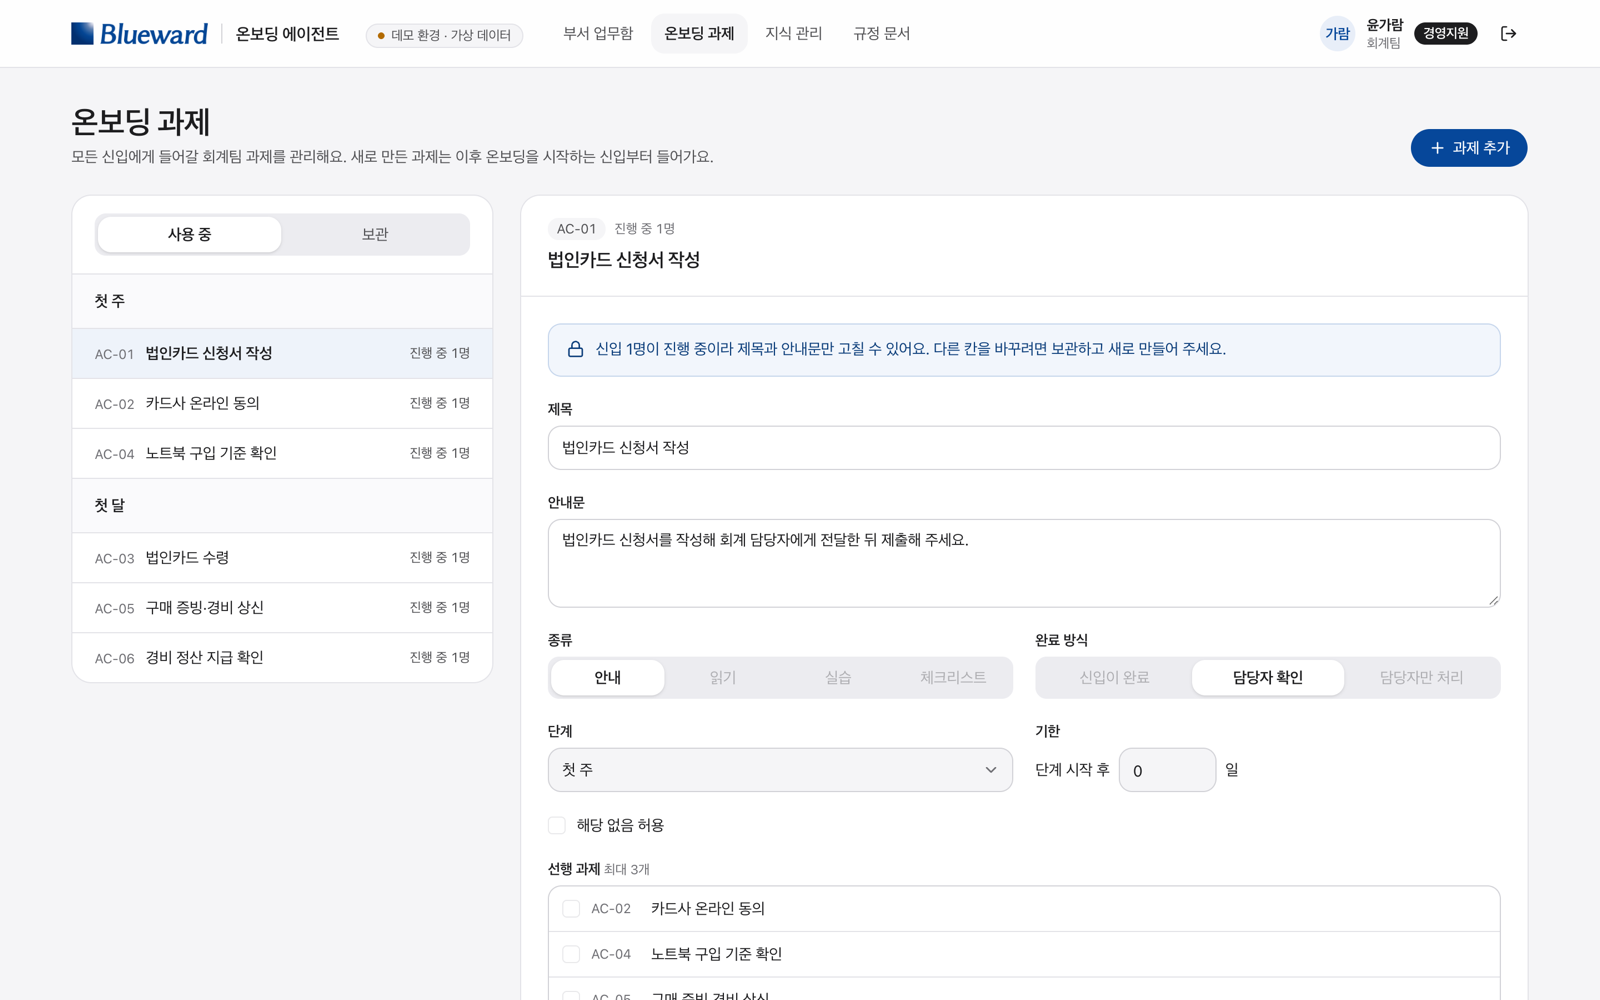 Blueward
온보딩 에이전트
데모 환경 · 가상 데이터
부서 업무함
온보딩 과제
지식 관리
규정 문서
가람
윤가람
회계팀
경영지원
온보딩 과제
모든 신입에게 들어갈 회계팀 과제를 관리해요. 새로 만든 과제는 이후 온보딩을 시작하는 신입부터 들어가요.
과제 추가
사용 중
보관
첫 주
AC-01 법인카드 신청서 작성 진행 중 1명
AC-02 카드사 온라인 동의 진행 중 1명
AC-04 노트북 구입 기준 확인 진행 중 1명
첫 달
AC-03 법인카드 수령 진행 중 1명
AC-05 구매 증빙·경비 상신 진행 중 1명
AC-06 경비 정산 지급 확인 진행 중 1명
AC-01 진행 중 1명
법인카드 신청서 작성
신입 1명이 진행 중이라 제목과 안내문만 고칠 수 있어요. 다른 칸을 바꾸려면 보관하고 새로 만들어 주세요.
제목
법인카드 신청서 작성
안내문
법인카드 신청서를 작성해 회계 담당자에게 전달한 뒤 제출해 주세요.
종류
안내 읽기 실습 체크리스트
완료 방식
신입이 완료 담당자 확인 담당자만 처리
단계
첫 주
기한
단계 시작 후 0 일
해당 없음 허용
선행 과제 최대 3개
AC-02 카드사 온라인 동의
AC-04 노트북 구입 기준 확인
AC-05 구매 증빙·경비 상신